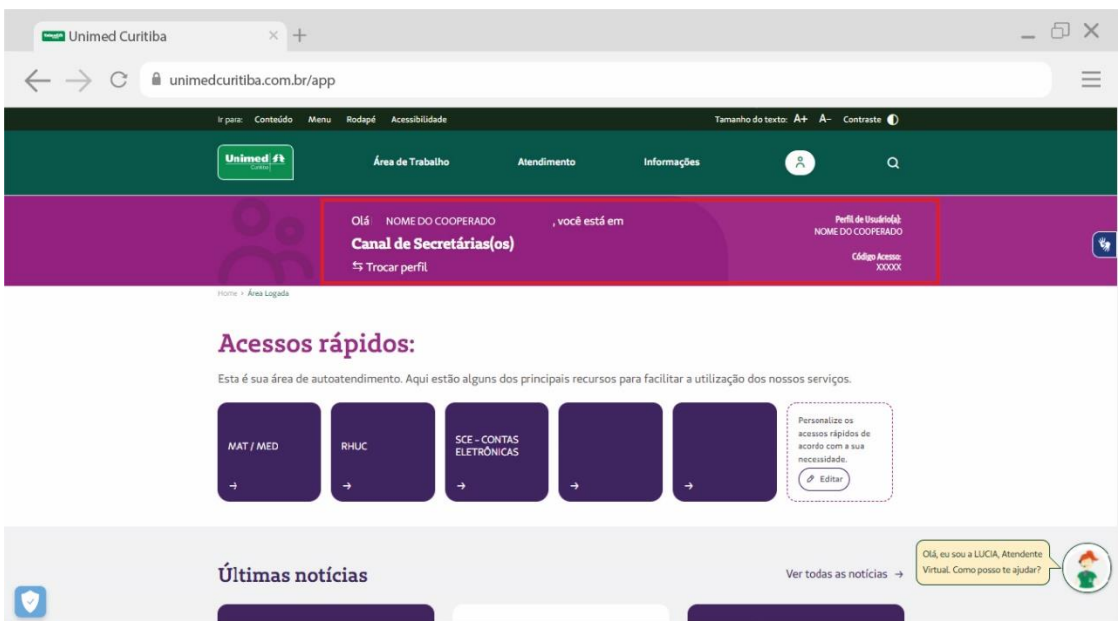 Unimed Curitiba
unimedcuritiba.com.br/app
Ir para: Conteúdo Menu Rodapé Acessibilidade
Tamanho do texto: A+ A- Contraste
Unimed
Curitiba
Área de Trabalho
Atendimento
Informações
Olá NOME DO COOPERADO , você está em
Canal de Secretárias(os)
Trocar perfil
Perfil de Usuário(a):
NOME DO COOPERADO
Código Acesso:
XXXXX
Home › Área Logada
Acessos rápidos:
Esta é sua área de autoatendimento. Aqui estão alguns dos principais recursos para facilitar a utilização dos nossos serviços.
MAT / MED
RHUC
SCE - CONTAS
ELETRÔNICAS
Personalize os
acessos rápidos de
acordo com a sua
necessidade.
Editar
Últimas notícias
Ver todas as notícias →
Olá, eu sou a LUCIA, Atendente
Virtual. Como posso te ajudar?